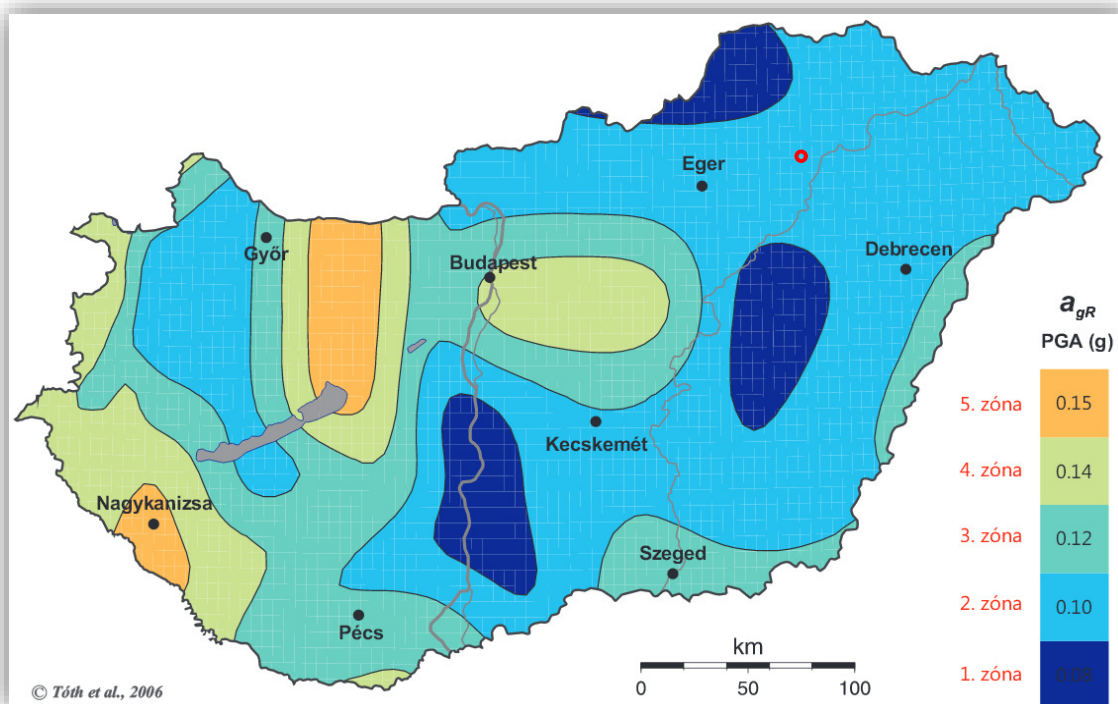 Eger
Győr
Budapest
Debrecen
a_gR
PGA (g)
5. zóna 0.15
Kecskemét
4. zóna 0.14
Nagykanizsa
3. zóna 0.12
Szeged
2. zóna 0.10
Pécs
km
1. zóna 0.08
0 50 100
© Tóth et al., 2006